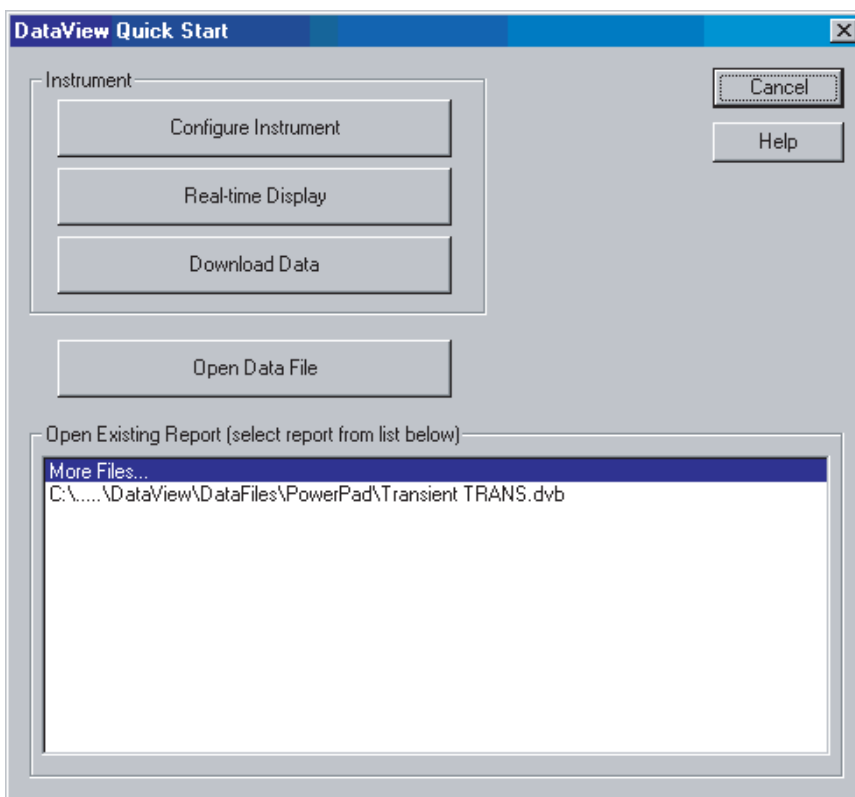 DataView Quick Start
Instrument
Configure Instrument
Real-time Display
Download Data
Cancel
Help
Open Data File
Open Existing Report (select report from list below)
More Files...
C:\.....\DataView\DataFiles\PowerPad\Transient TRANS.dvb